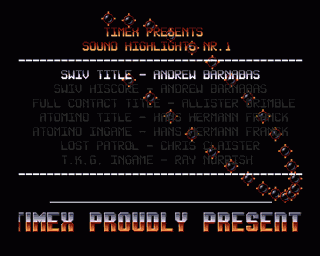 TIMEX PRESENTS
SOUND HIGHLIGHTS NR.1
SWIV TITLE - ANDREW BARNABAS
SWIV HISCORE - ANDREW BARNABAS
FULL CONTACT TITLE - ALLISTER BRIMBLE
ATOMINO TITLE - HANS HERMANN FRANCK
ATOMINO INGAME - HANS HERMANN FRANCK
LOST PATROL - CHRIS GLAISTER
T.K.G. INGAME - RAY NORRISH
TIMEX PROUDLY PRESENT